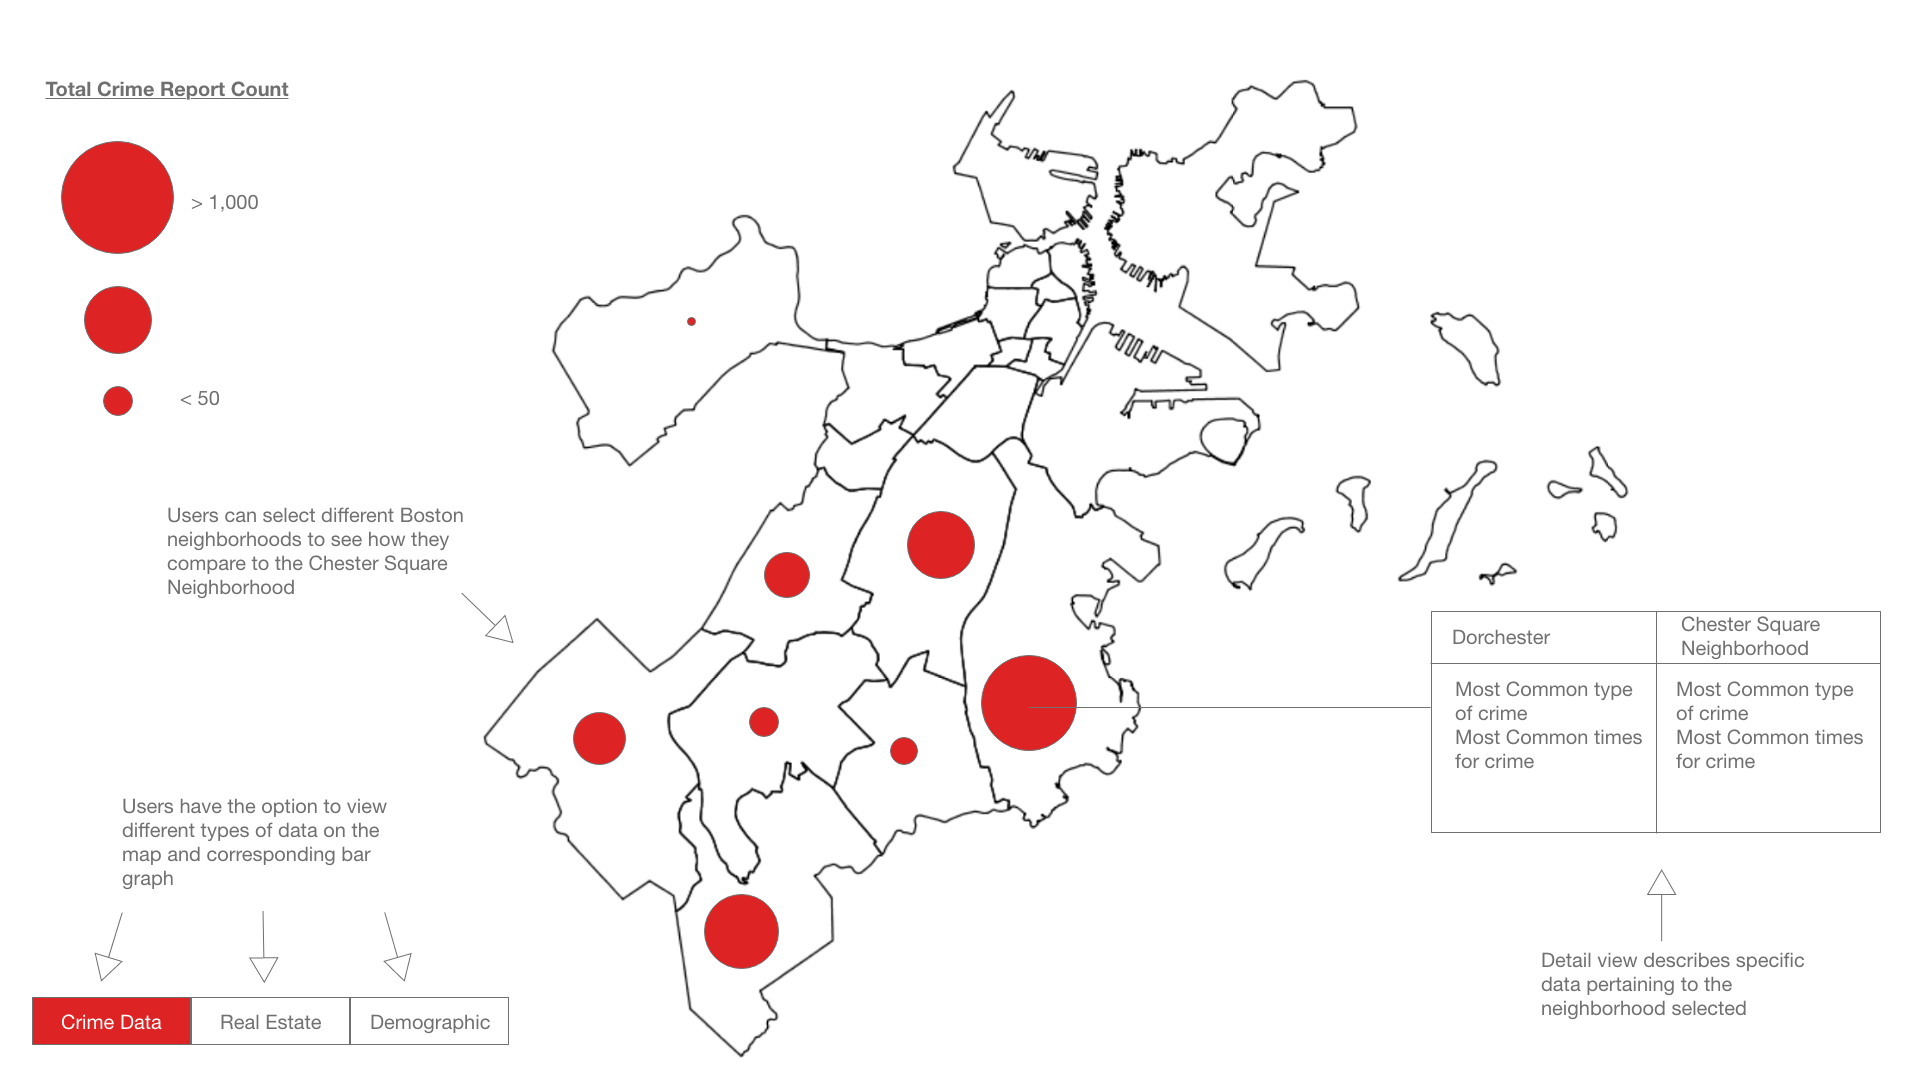 Total Crime Report Count
> 1,000
< 50
Users can select different Boston
neighborhoods to see how they
compare to the Chester Square
Neighborhood
Dorchester
Chester Square
Neighborhood
Most Common type
of crime
Most Common times
for crime
Most Common type
of crime
Most Common times
for crime
Users have the option to view
different types of data on the
map and corresponding bar
graph
Detail view describes specific
data pertaining to the
neighborhood selected
Crime Data
Real Estate
Demographic